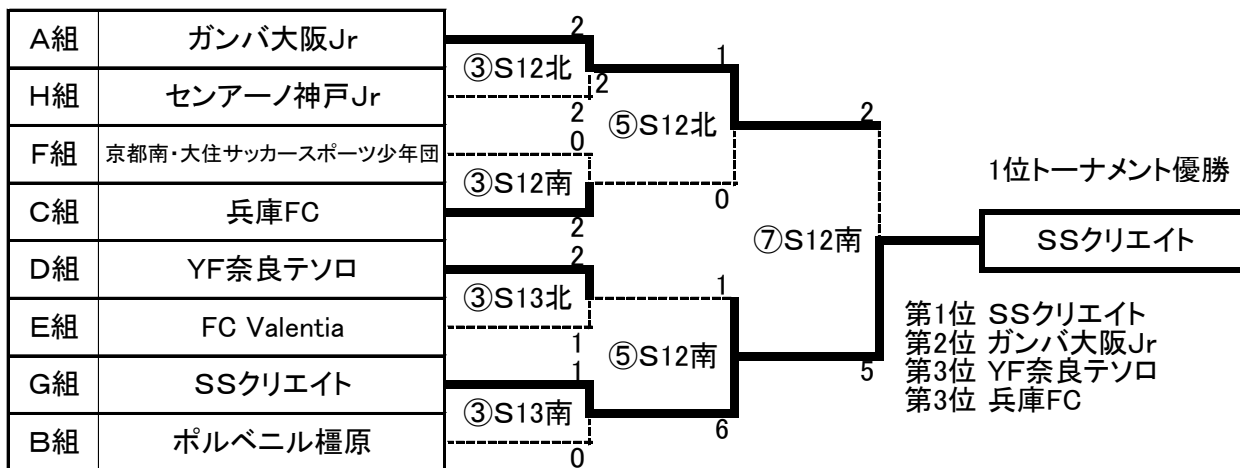 A組 ガンバ大阪Jr
H組 センアーノ神戸Jr
F組 京都南・大住サッカースポーツ少年団
C組 兵庫FC
D組 YF奈良テソロ
E組 FC Valentia
G組 SSクリエイト
B組 ポルベニル橿原
2
③S12北
2
2
0
③S12南
2
2
③S13北
1
1
③S13南
0
1
⑤S12北
0
1
⑤S12南
6
2
⑦S12南
5
1位トーナメント優勝
SSクリエイト
第1位 SSクリエイト
第2位 ガンバ大阪Jr
第3位 YF奈良テソロ
第3位 兵庫FC